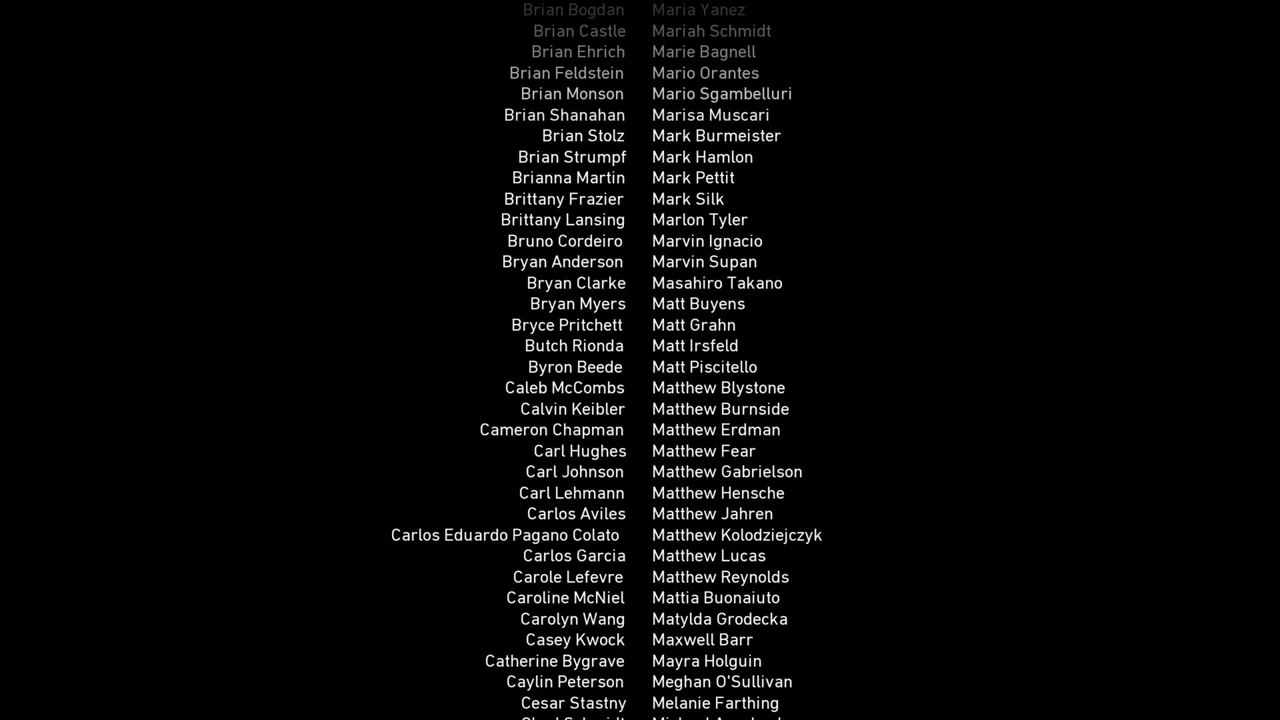 Brian Bogdan Maria Yanez
Brian Castle Mariah Schmidt
Brian Ehrich Marie Bagnell
Brian Feldstein Mario Orantes
Brian Monson Mario Sgambelluri
Brian Shanahan Marisa Muscari
Brian Stolz Mark Burmeister
Brian Strumpf Mark Hamlon
Brianna Martin Mark Pettit
Brittany Frazier Mark Silk
Brittany Lansing Marlon Tyler
Bruno Cordeiro Marvin Ignacio
Bryan Anderson Marvin Supan
Bryan Clarke Masahiro Takano
Bryan Myers Matt Buyens
Bryce Pritchett Matt Grahn
Butch Rionda Matt Irsfeld
Byron Beede Matt Piscitello
Caleb McCombs Matthew Blystone
Calvin Keibler Matthew Burnside
Cameron Chapman Matthew Erdman
Carl Hughes Matthew Fear
Carl Johnson Matthew Gabrielson
Carl Lehmann Matthew Hensche
Carlos Aviles Matthew Jahren
Carlos Eduardo Pagano Colato Matthew Kolodziejczyk
Carlos Garcia Matthew Lucas
Carole Lefevre Matthew Reynolds
Caroline McNiel Mattia Buonaiuto
Carolyn Wang Matylda Grodecka
Casey Kwock Maxwell Barr
Catherine Bygrave Mayra Holguin
Caylin Peterson Meghan O'Sullivan
Cesar Stastny Melanie Farthing